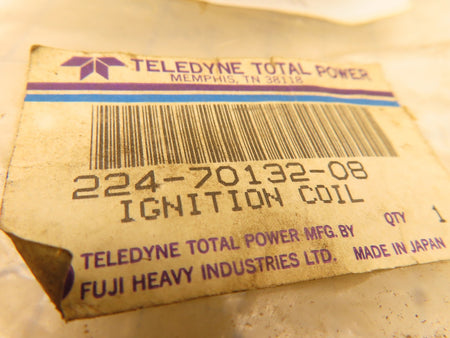 TELEDYNE TOTAL POWER
MEMPHIS, TN 38118
224-70132-08
IGNITION COIL
QTY 1
TELEDYNE TOTAL POWER MFG. BY
FUJI HEAVY INDUSTRIES LTD. MADE IN JAPAN